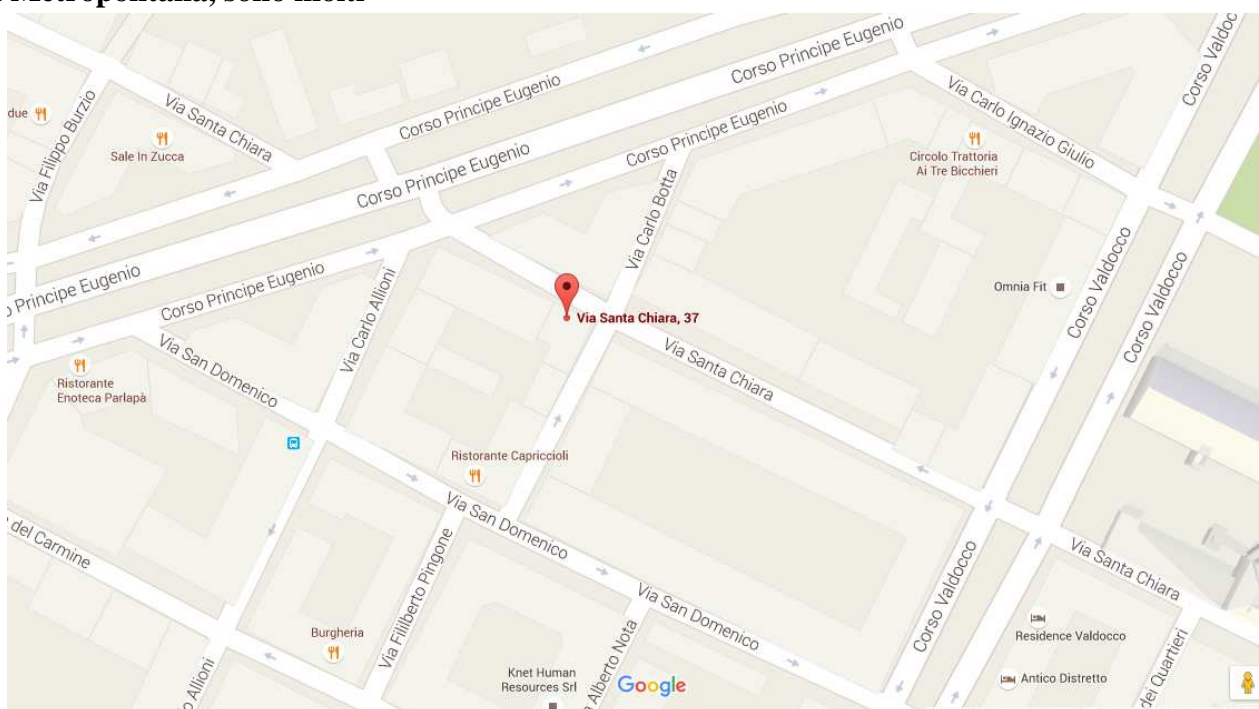 Metropolitana, sono molti
Corso Principe Eugenio
Corso Valdocco
Corso Valdocco
Via Santa Chiara
Via Filippo Burzio
due
Sale In Zucca
Corso Principe Eugenio
Corso Principe Eugenio
Via Carlo Ignazio Giulio
Circolo Trattoria
Ai Tre Bicchieri
Corso Principe Eugenio
Via Carlo Botta
Principe Eugenio
Corso Principe Eugenio
Via Carlo Allioni
Via Santa Chiara, 37
Omnia Fit
Corso Valdocco
Corso Valdocco
Via San Domenico
Via Santa Chiara
Ristorante
Enoteca Parlapà
Ristorante Capriccioli
Via San Domenico
del Carmine
Via Fililberto Pingone
Via San Domenico
Corso Valdocco
Via Santa Chiara
Burgheria
Via Alberto Nota
Residence Valdocco
Knet Human
Resources Srl
Google
Antico Distretto
Allioni
dei Quartieri